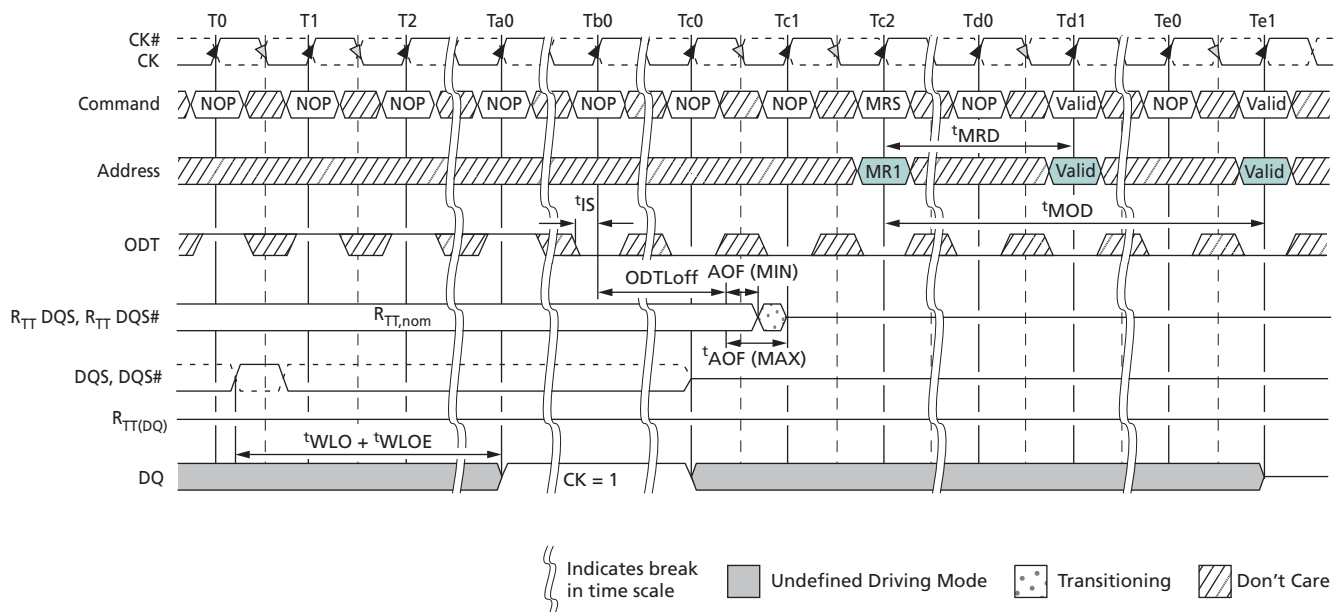 T0 T1 T2 Ta0 Tb0 Tc0 Tc1 Tc2 Td0 Td1 Te0 Te1
CK#
CK
Command NOP NOP NOP NOP NOP NOP NOP MRS NOP Valid NOP Valid
tMRD
Address MR1 Valid Valid
tIS
tMOD
ODT
ODTLoff AOF (MIN)
RTT DQS, RTT DQS# RTT,nom
tAOF (MAX)
DQS, DQS#
RTT(DQ)
tWLO + tWLOE
DQ CK = 1
Indicates break
in time scale
Undefined Driving Mode
Transitioning
Don't Care